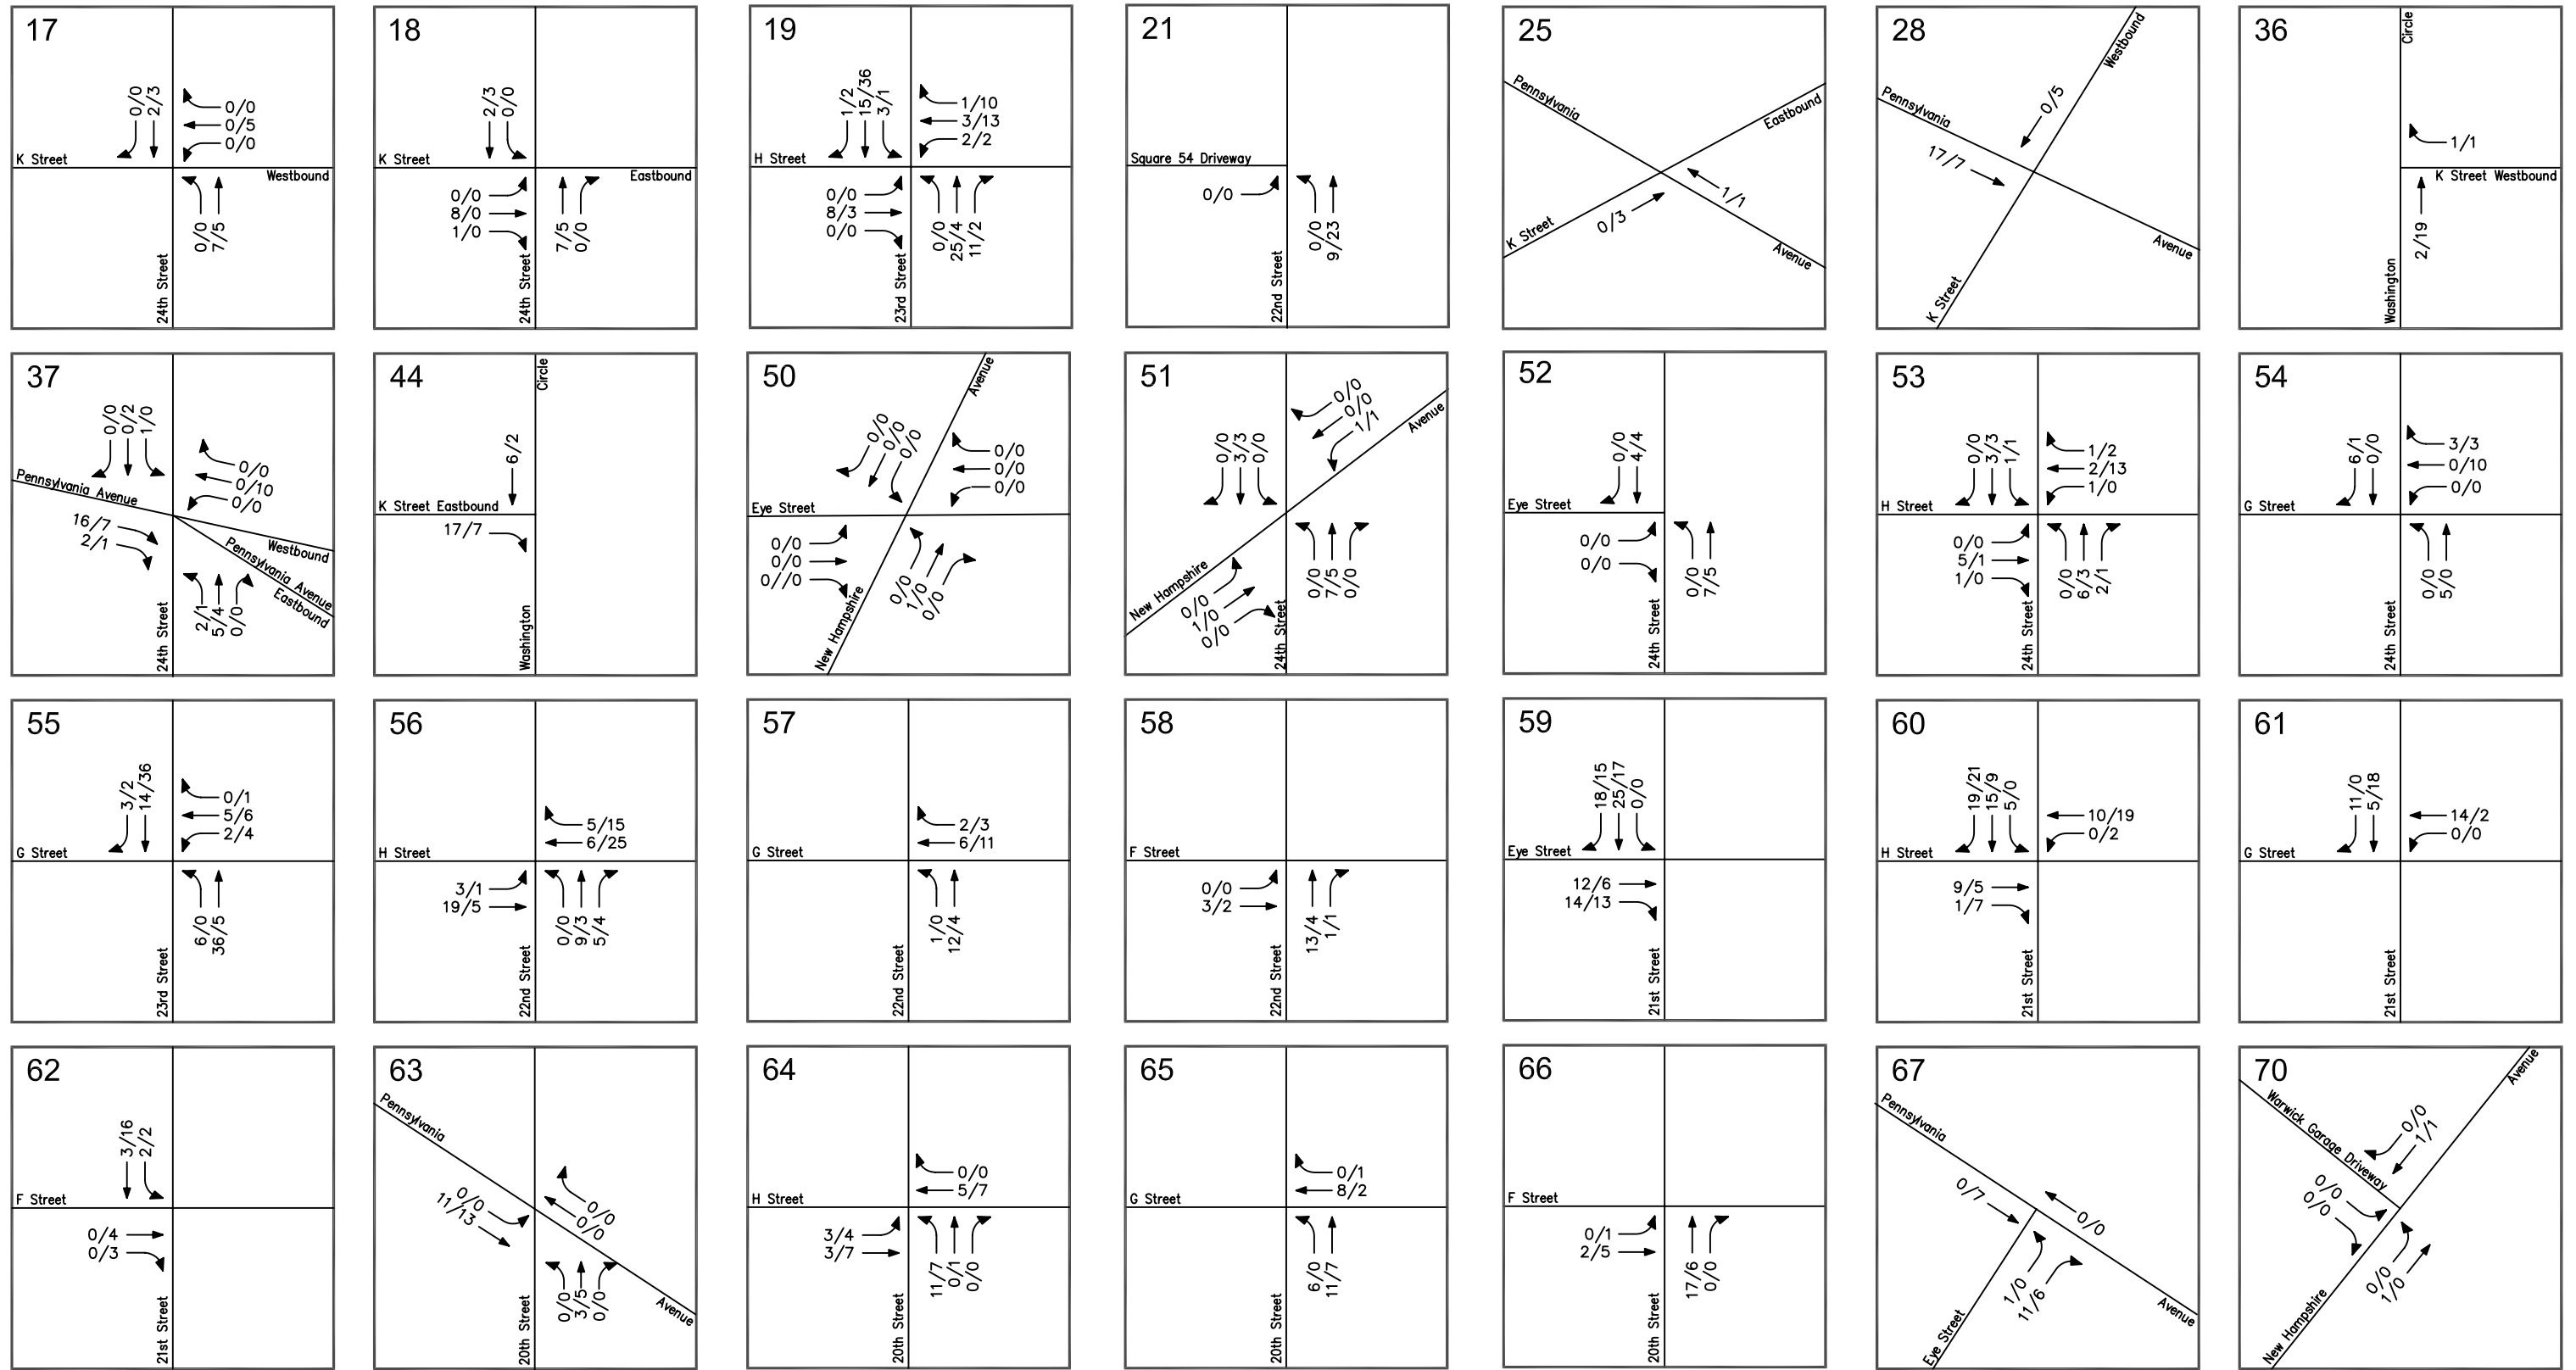 17
0/0
2/3
0/0
0/5
0/0
K Street
Westbound
0/0
7/5
24th Street
18
2/3
0/0
K Street
Eastbound
0/0
8/0
1/0
7/5
0/0
24th Street
19
1/2
15/36
3/1
1/10
3/13
2/2
H Street
0/0
8/3
0/0
0/0
25/4
11/2
23rd Street
21
Square 54 Driveway
0/0
0/0
9/23
22nd Street
25
Pennsylvania
Eastbound
1/1
0/3
K Street
Avenue
28
Westbound
Pennsylvania
0/5
17/7
Avenue
K Street
36
Circle
1/1
K Street Westbound
2/19
Washington
37
0/0
0/2
1/0
0/0
0/10
0/0
Pennsylvania Avenue
Westbound
16/7
2/1
Pennsylvania Avenue
Eastbound
2/1
5/4
0/0
24th Street
44
Circle
6/2
K Street Eastbound
17/7
Washington
50
Avenue
0/0
0/0
0/0
0/0
0/0
0/0
Eye Street
0/0
0/0
0//0
0/0
1/0
0/0
New Hampshire
51
0/0
0/0
1/1
Avenue
0/0
3/3
0/0
New Hampshire
0/0
1/0
0/0
0/0
7/5
0/0
24th Street
52
0/0
4/4
Eye Street
0/0
0/0
0/0
7/5
24th Street
53
0/0
3/3
1/1
1/2
2/13
1/0
H Street
0/0
5/1
1/0
0/0
6/3
2/1
24th Street
54
6/1
0/0
3/3
0/10
0/0
G Street
0/0
5/0
24th Street
55
3/2
14/36
0/1
5/6
2/4
G Street
6/0
36/5
23rd Street
56
5/15
6/25
H Street
3/1
19/5
0/0
9/3
5/4
22nd Street
57
2/3
6/11
G Street
1/0
12/4
22nd Street
58
F Street
0/0
3/2
13/4
1/1
22nd Street
59
18/15
25/17
0/0
Eye Street
12/6
14/13
21st Street
60
19/21
15/9
5/0
10/19
0/2
H Street
9/5
1/7
21st Street
61
11/0
5/18
14/2
0/0
G Street
21st Street
62
3/16
2/2
F Street
0/4
0/3
21st Street
63
Pennsylvania
0/0
0/0
0/0
11/13
0/0
3/5
0/0
Avenue
20th Street
64
0/0
5/7
H Street
3/4
3/7
11/7
0/1
0/0
20th Street
65
0/1
8/2
G Street
6/0
11/7
20th Street
66
F Street
0/1
2/5
17/6
0/0
20th Street
67
Pennsylvania
0/7
0/0
1/0
11/6
Avenue
Eye Street
70
Avenue
Warwick Garage Driveway
0/0
1/1
0/0
0/0
0/0
1/0
New Hampshire